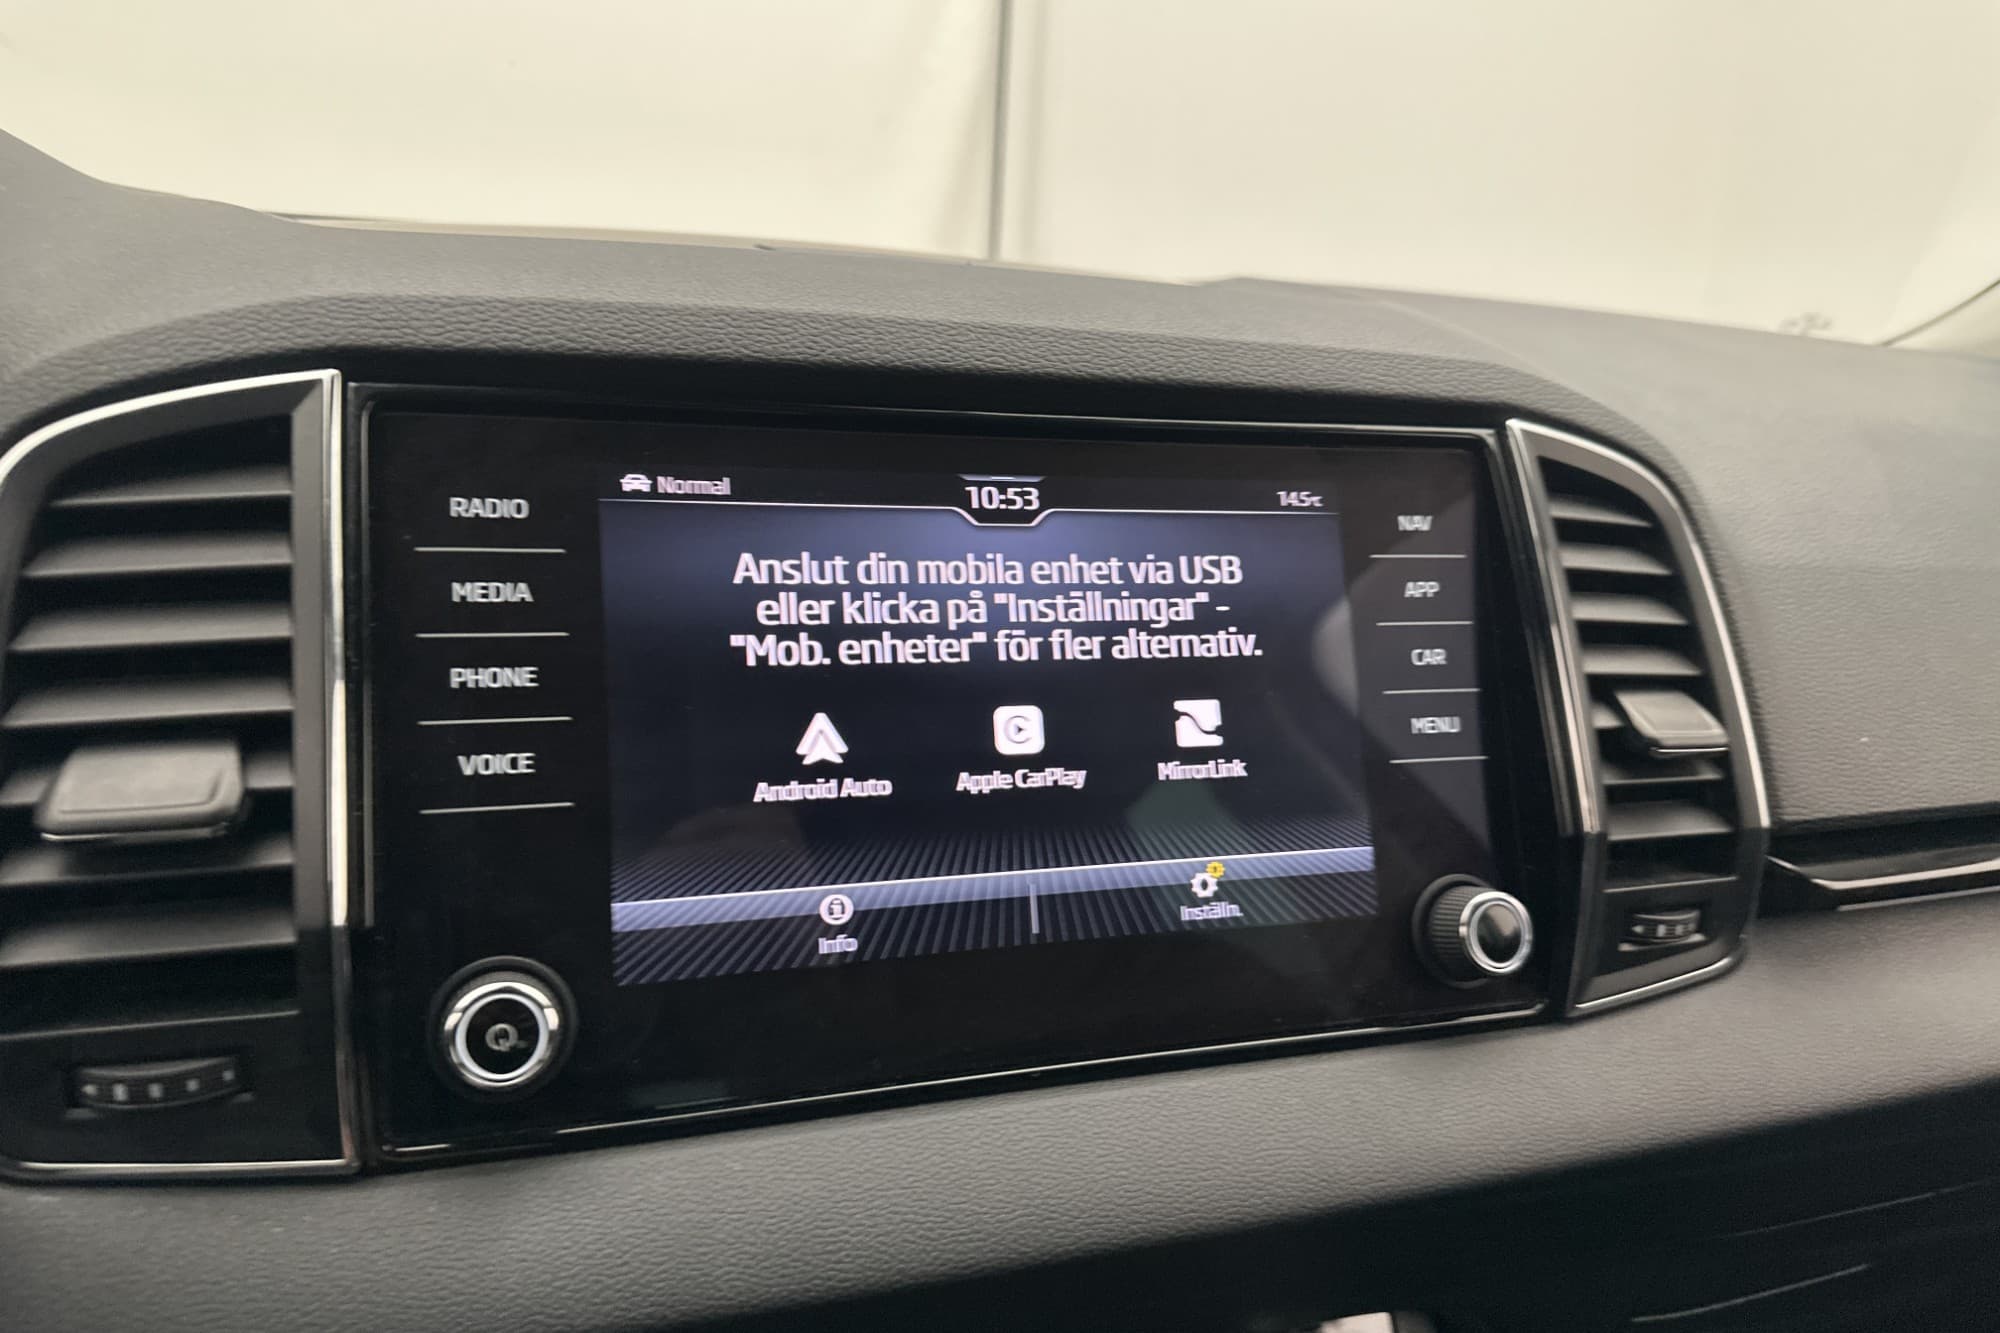 Normal
10:53
14.5°C
RADIO
MEDIA
PHONE
VOICE
Anslut din mobila enhet via USB
eller klicka på "Inställningar" -
"Mob. enheter" för fler alternativ.
Android Auto
Apple CarPlay
MirrorLink
Info
Inställn.
NAV
APP
CAR
MENU